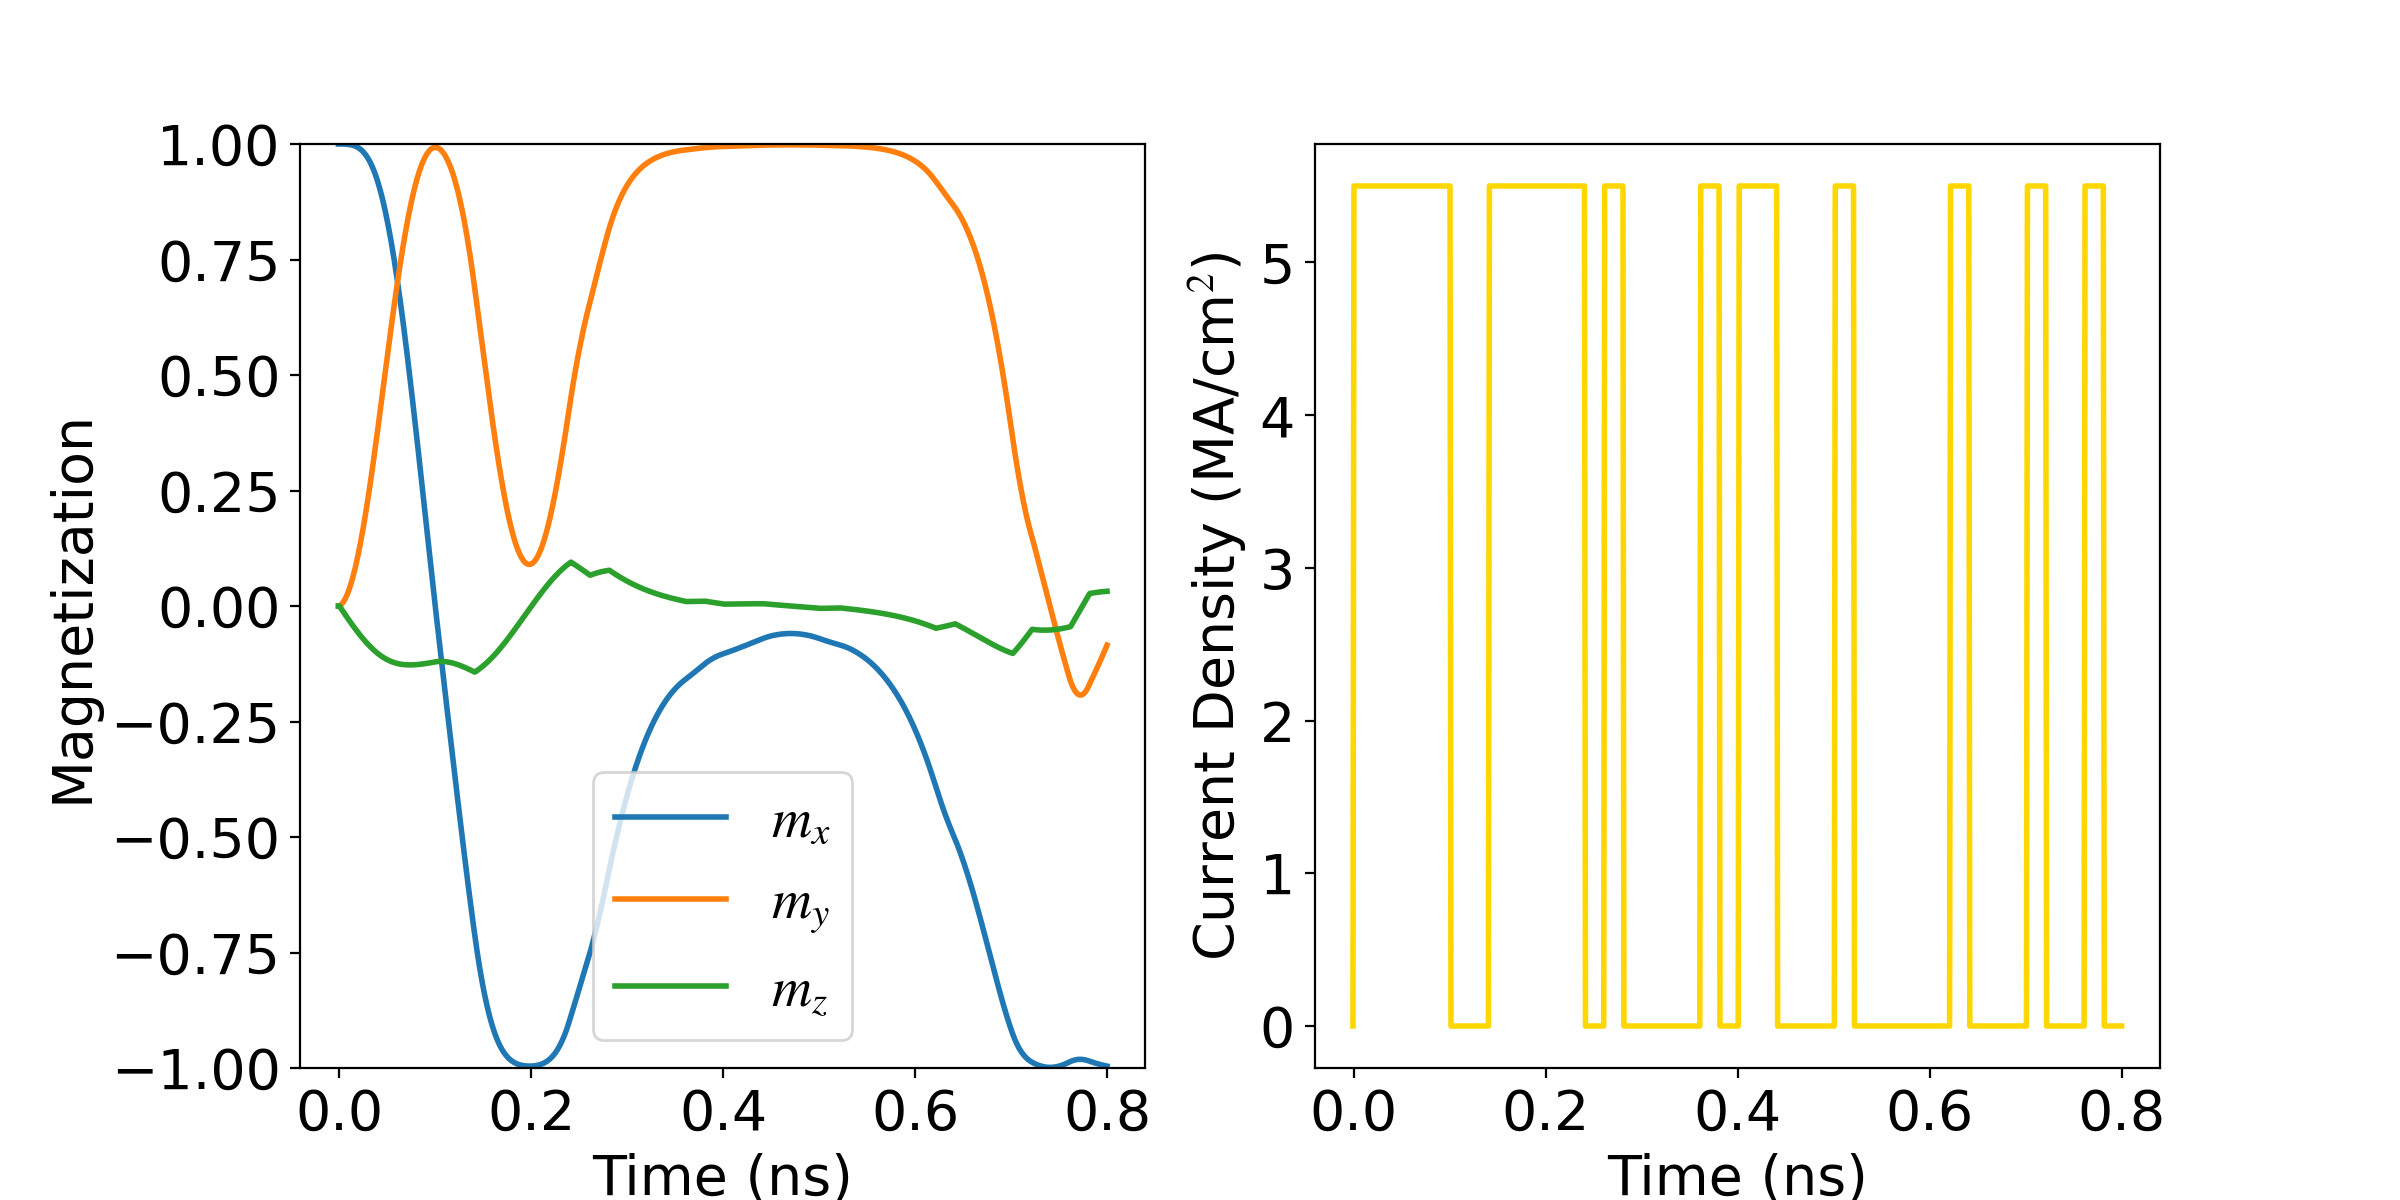 1.00
0.75
0.50
0.25
0.00
−0.25
−0.50
−0.75
−1.00
Magnetization
0.0 0.2 0.4 0.6 0.8
Time (ns)
m_x
m_y
m_z
5
4
3
2
1
0
Current Density (MA/cm²)
0.0 0.2 0.4 0.6 0.8
Time (ns)